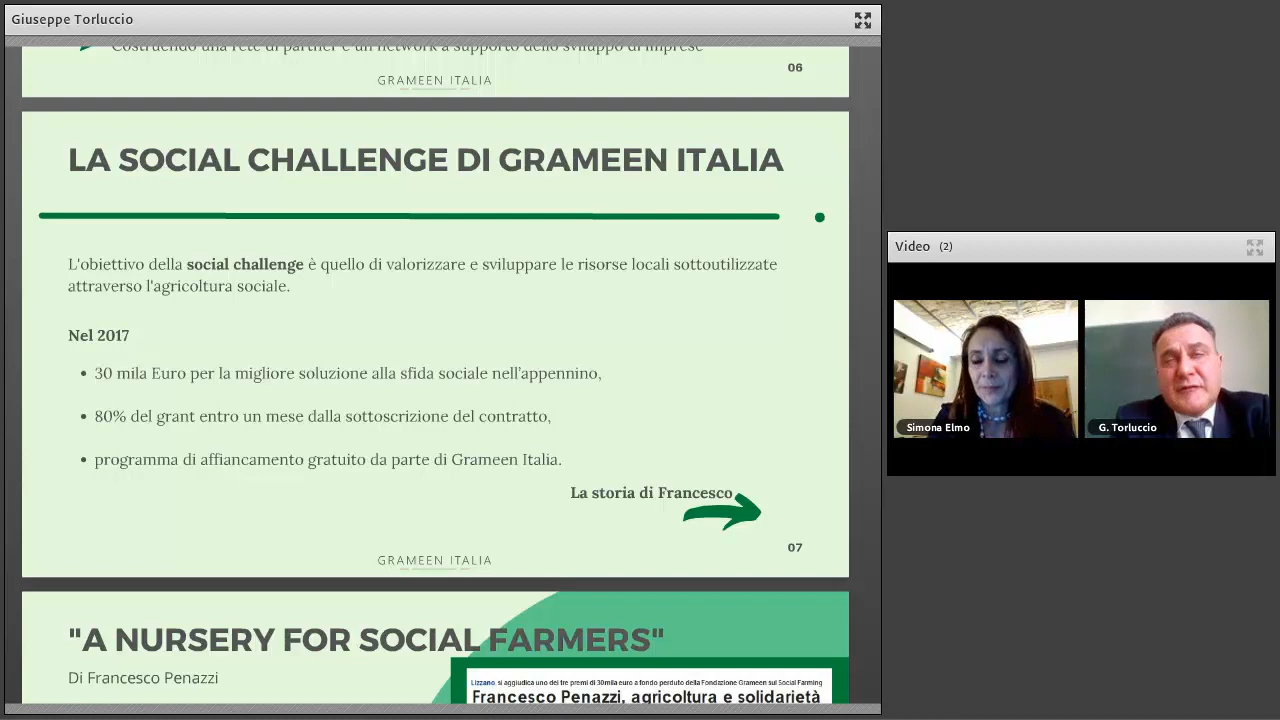 Giuseppe Torluccio
Costruendo una rete di partner e un network a supporto dello sviluppo di imprese
06
GRAMEEN ITALIA
LA SOCIAL CHALLENGE DI GRAMEEN ITALIA
L'obiettivo della social challenge è quello di valorizzare e sviluppare le risorse locali sottoutilizzate
attraverso l'agricoltura sociale.
Nel 2017
• 30 mila Euro per la migliore soluzione alla sfida sociale nell’appennino,
• 80% del grant entro un mese dalla sottoscrizione del contratto,
• programma di affiancamento gratuito da parte di Grameen Italia.
La storia di Francesco
07
GRAMEEN ITALIA
"A NURSERY FOR SOCIAL FARMERS"
Di Francesco Penazzi
Lizzano, si aggiudica uno dei tre premi di 30mila euro a fondo perduto della Fondazione Grameen sul Social Farming
Francesco Penazzi, agricoltura e solidarietà
Video (2)
Simona Elmo
G. Torluccio